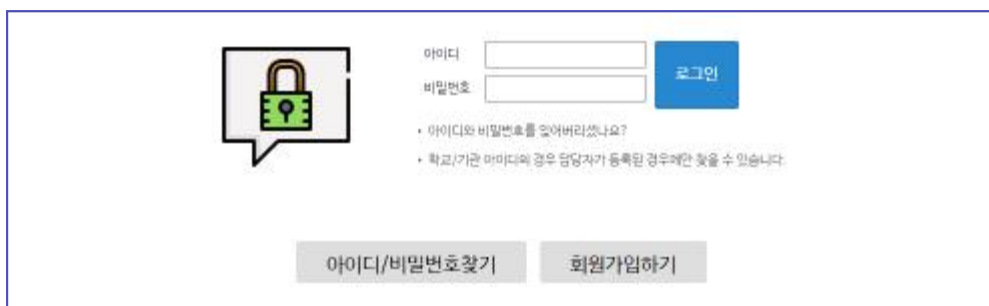 아이디
비밀번호
로그인
• 아이디와 비밀번호를 잊어버리셨나요?
• 학교/기관 아이디의 경우 담당자가 등록된 경우에만 찾을 수 있습니다.
아이디/비밀번호찾기
회원가입하기